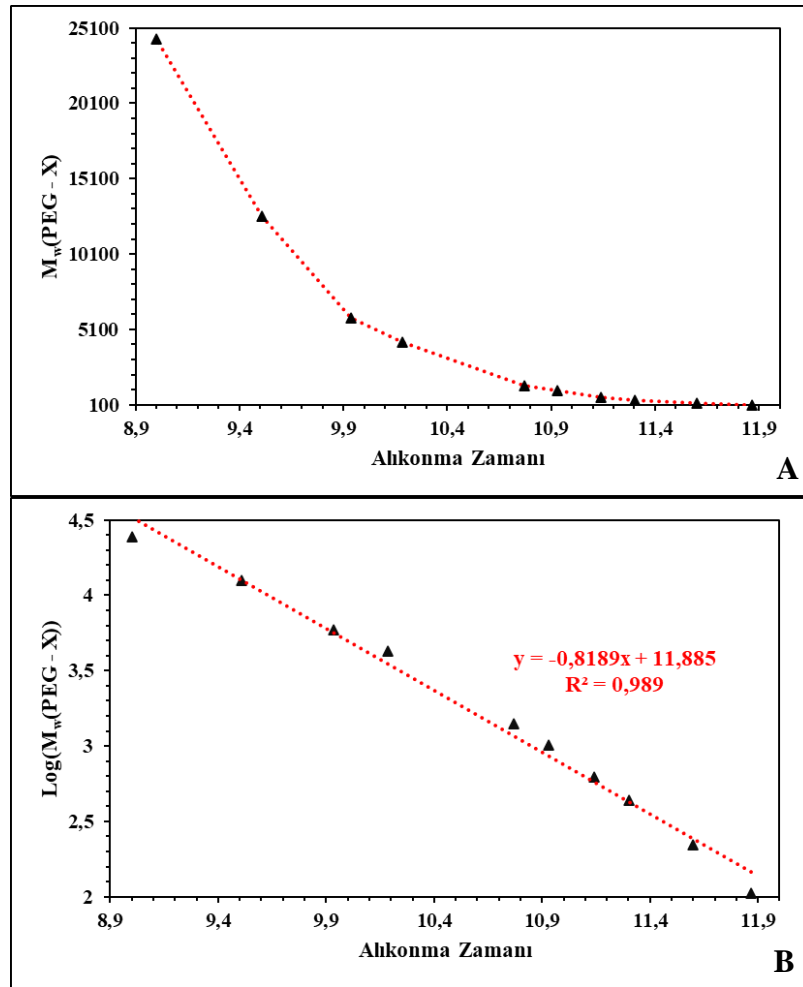 25100
20100
15100
10100
5100
100
M_w(PEG - X)
8,9 9,4 9,9 10,4 10,9 11,4 11,9
Alıkonma Zamanı
A
4,5
4
3,5
3
2,5
2
Log(M_w(PEG - X))
y = -0,8189x + 11,885
R² = 0,989
8,9 9,4 9,9 10,4 10,9 11,4 11,9
Alıkonma Zamanı
B